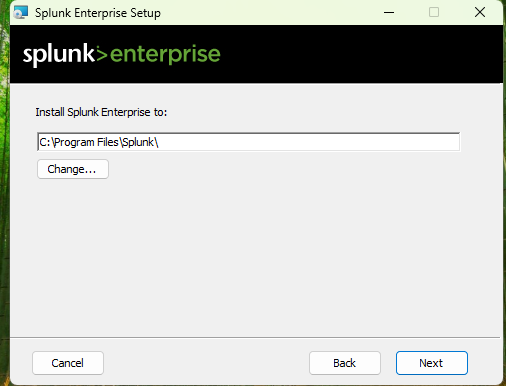 Splunk Enterprise Setup
splunk>enterprise
Install Splunk Enterprise to:
C:\Program Files\Splunk\
Change...
Cancel
Back
Next